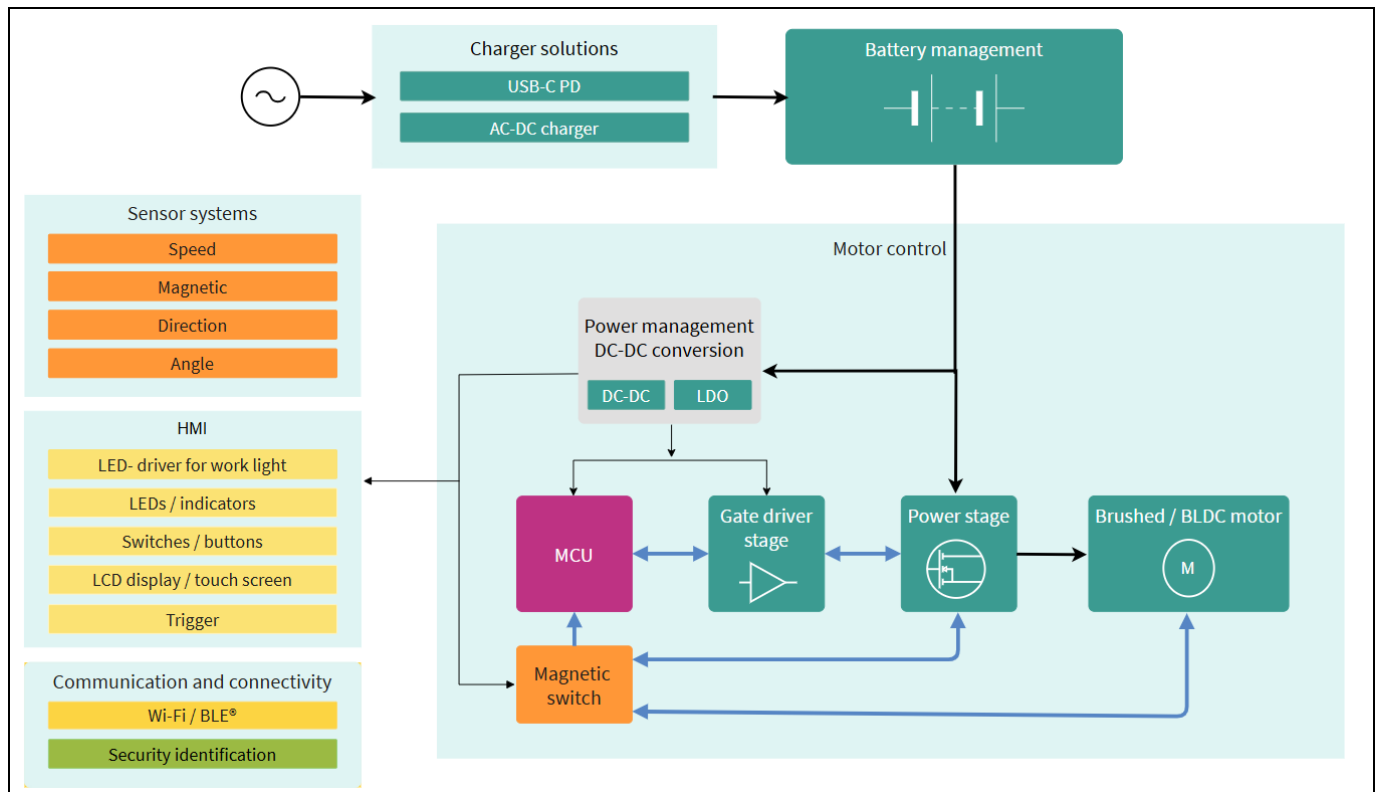 Charger solutions
USB-C PD
AC-DC charger
Battery management
Sensor systems
Speed
Magnetic
Direction
Angle
HMI
LED- driver for work light
LEDs / indicators
Switches / buttons
LCD display / touch screen
Trigger
Communication and connectivity
Wi-Fi / BLE®
Security identification
Motor control
Power management
DC-DC conversion
DC-DC
LDO
MCU
Gate driver
stage
Power stage
Brushed / BLDC motor
M
Magnetic
switch